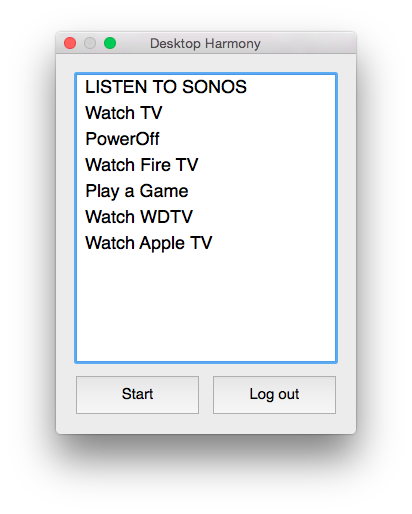 Desktop Harmony
LISTEN TO SONOS
Watch TV
PowerOff
Watch Fire TV
Play a Game
Watch WDTV
Watch Apple TV
Start
Log out